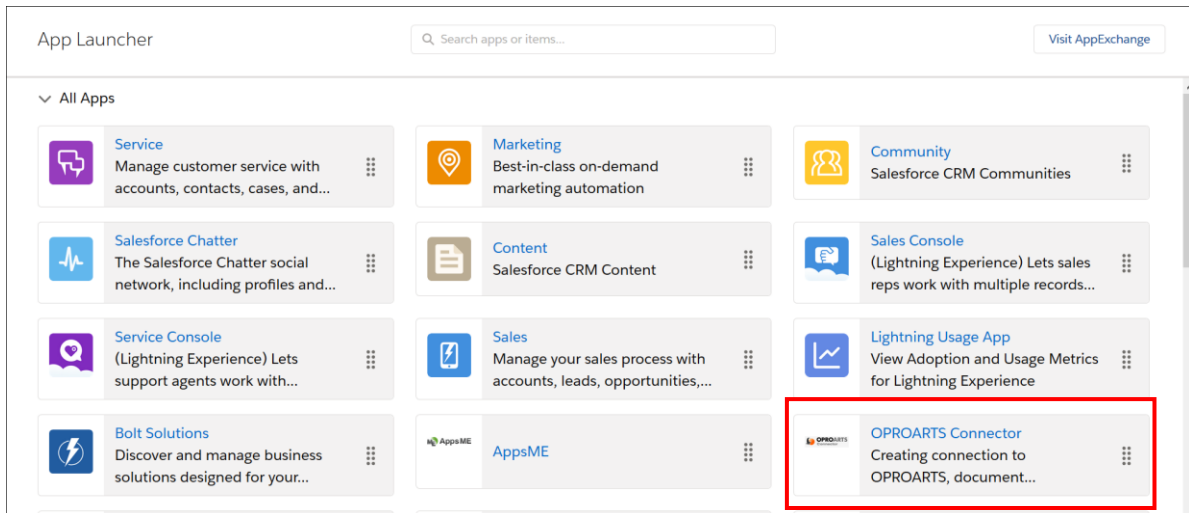 App Launcher
Search apps or items...
Visit AppExchange
All Apps
Service
Manage customer service with
accounts, contacts, cases, and...
Marketing
Best-in-class on-demand
marketing automation
Community
Salesforce CRM Communities
Salesforce Chatter
The Salesforce Chatter social
network, including profiles and...
Content
Salesforce CRM Content
Sales Console
(Lightning Experience) Lets sales
reps work with multiple records...
Service Console
(Lightning Experience) Lets
support agents work with...
Sales
Manage your sales process with
accounts, leads, opportunities,...
Lightning Usage App
View Adoption and Usage Metrics
for Lightning Experience
Bolt Solutions
Discover and manage business
solutions designed for your...
AppsME
AppsME
OPROARTS
OPROARTS Connector
Creating connection to
OPROARTS, document...